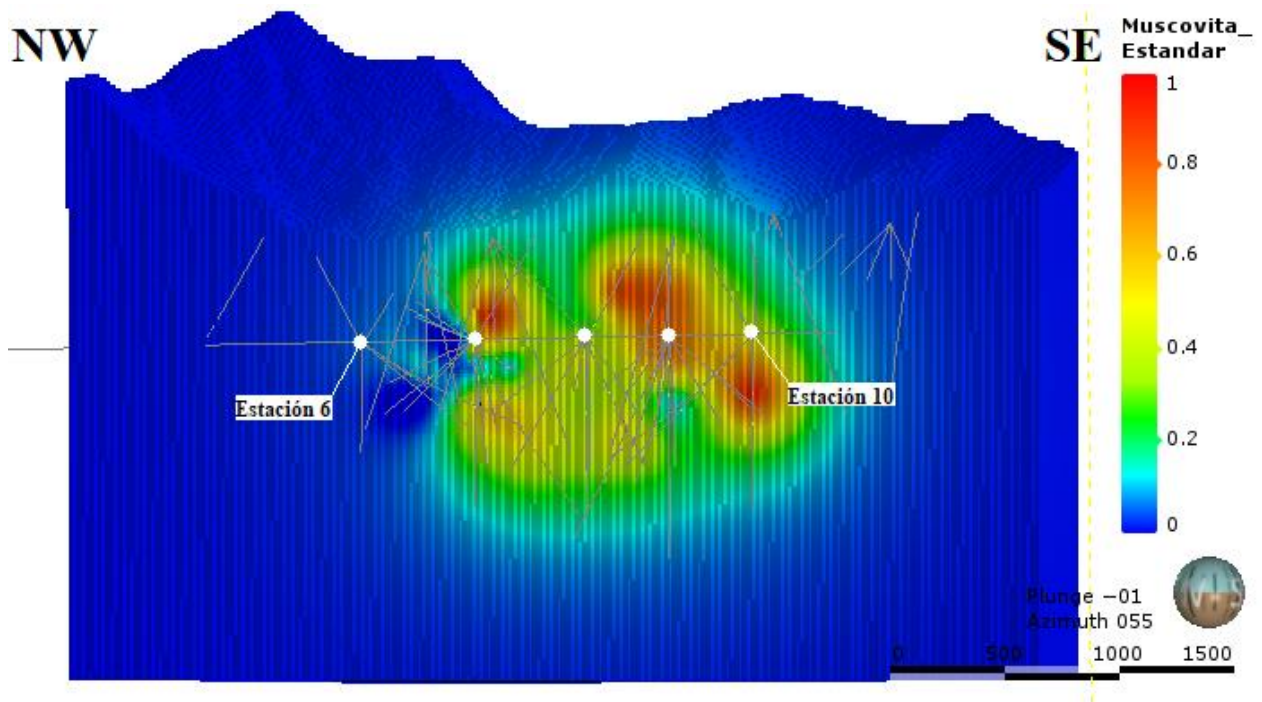 NW
SE
Muscovita_
Estandar
1
0.8
0.6
0.4
0.2
0
Estación 6
Estación 10
Plunge −01
Azimuth 055
0 500 1000 1500